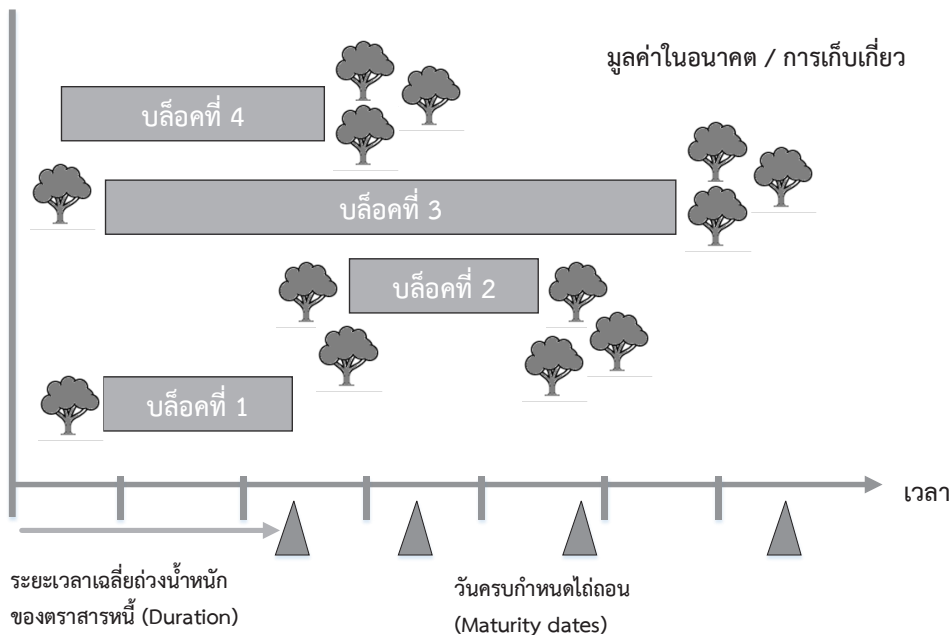 มูลค่าในอนาคต / การเก็บเกี่ยว
บล็อคที่ 4
บล็อคที่ 3
บล็อคที่ 2
บล็อคที่ 1
เวลา
ระยะเวลาเฉลี่ยถ่วงน้ำหนัก
ของตราสารหนี้ (Duration)
วันครบกำหนดไถ่ถอน
(Maturity dates)